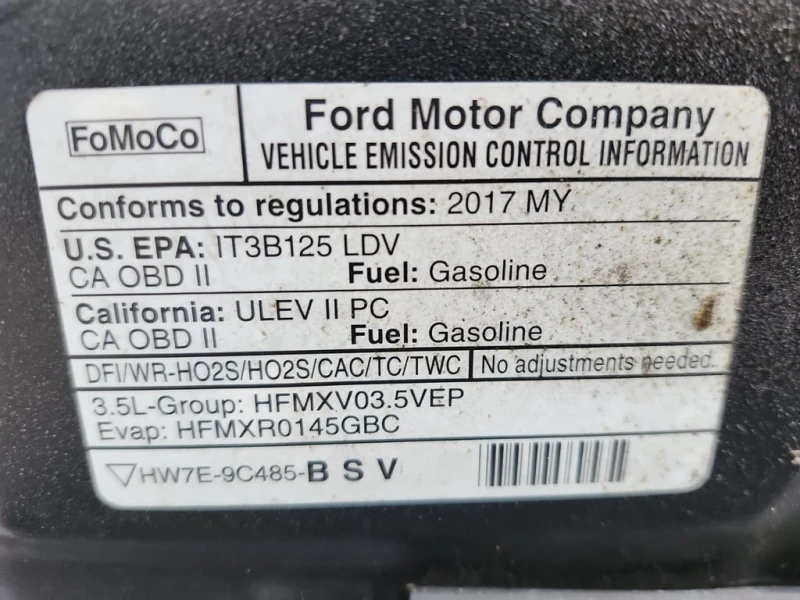 FoMoCo
Ford Motor Company
VEHICLE EMISSION CONTROL INFORMATION
Conforms to regulations: 2017 MY
U.S. EPA: IT3B125 LDV
CA OBD II Fuel: Gasoline
California: ULEV II PC
CA OBD II Fuel: Gasoline
DFI/WR-HO2S/HO2S/CAC/TC/TWC No adjustments needed.
3.5L-Group: HFMXV03.5VEP
Evap: HFMXR0145GBC
▽HW7E-9C485-B S V